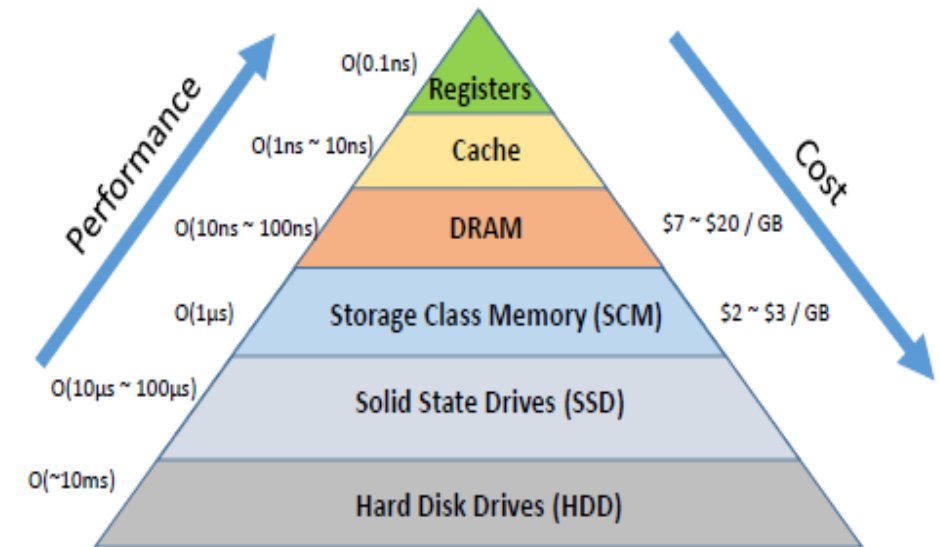 Performance
Cost
O(0.1ns)
Registers
O(1ns ~ 10ns)
Cache
O(10ns ~ 100ns)
DRAM
$7 ~ $20 / GB
O(1µs)
Storage Class Memory (SCM)
$2 ~ $3 / GB
O(10µs ~ 100µs)
Solid State Drives (SSD)
O(~10ms)
Hard Disk Drives (HDD)